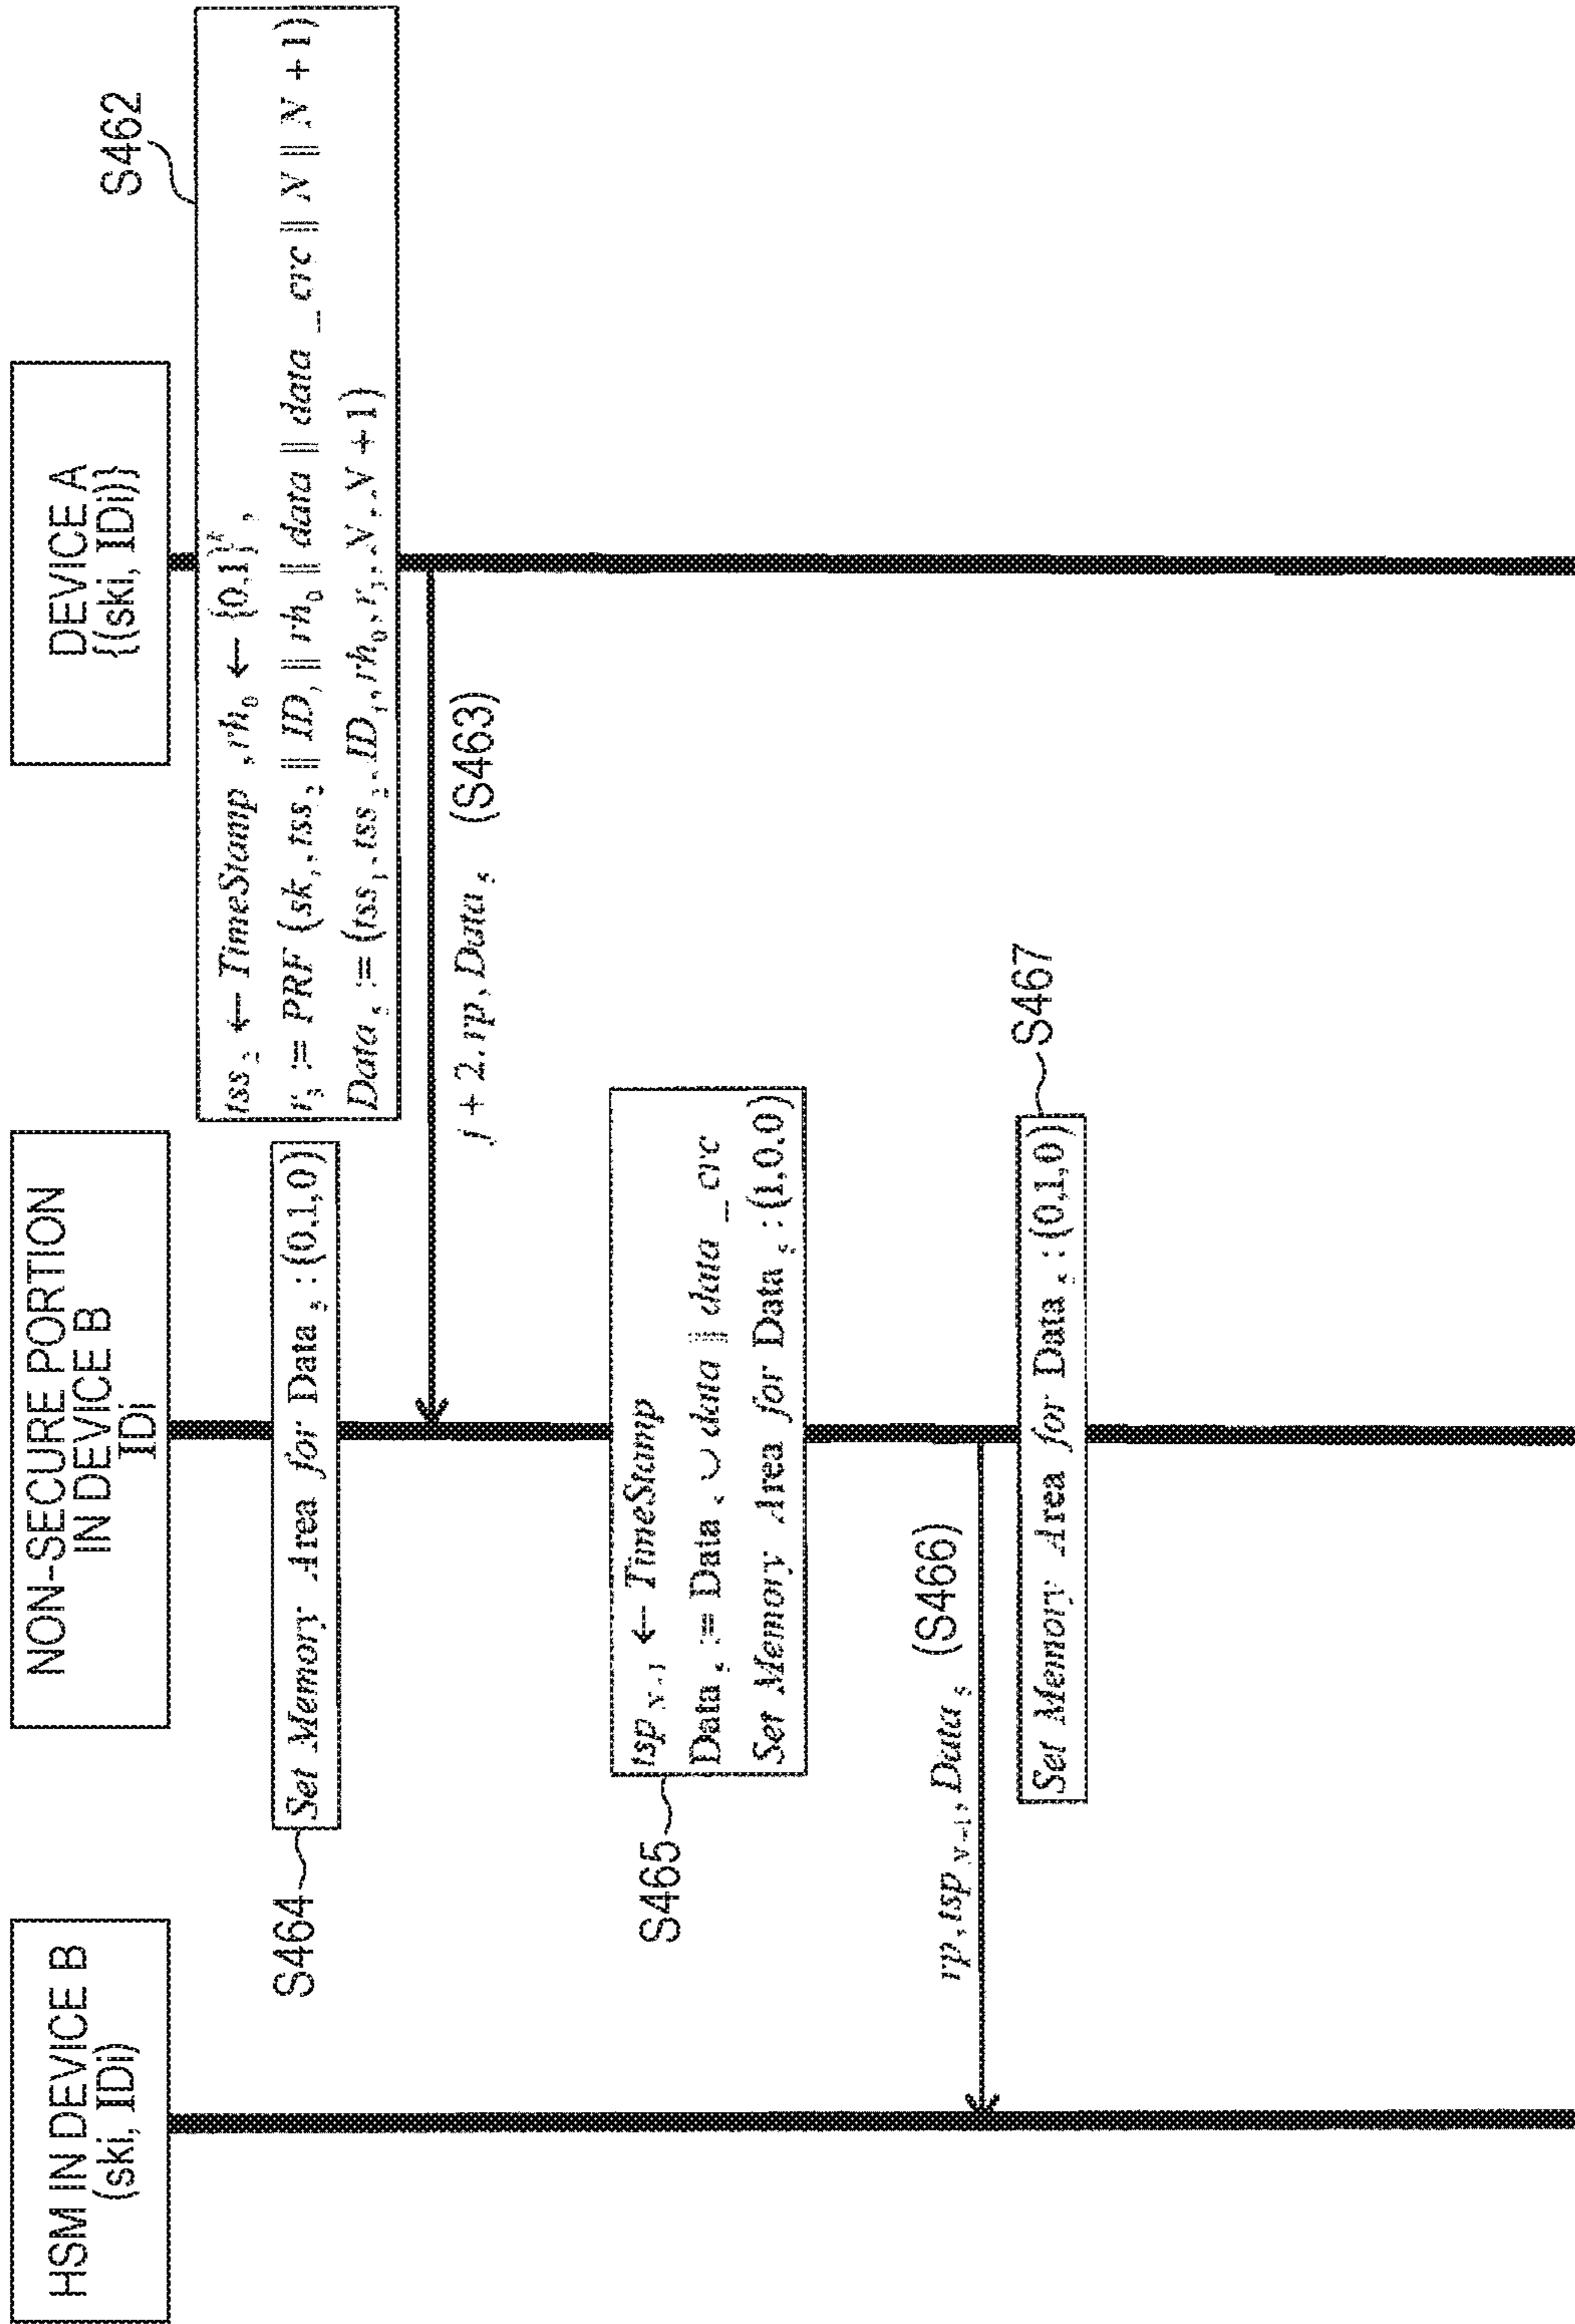 HSM IN DEVICE B
(ski, IDi)
NON-SECURE PORTION
IN DEVICE B
IDi
DEVICE A
{(ski, IDi)}
S462
tss₂ ← TimeStamp , rh₀ ← {0,1}ᵏ ,
r₃ := PRF (skᵢ, tss₂ || IDᵢ || rh₀ || data || data _ crc || N || N + 1)
Data₅ := (tss₁, tss₂, IDᵢ, rh₀, r₃, N, N + 1)
S464
Set Memory Area for Data₅ : (0,1,0)
j + 2. rp, Data₅ (S463)
S465
tsp
← TimeStamp
Data₅ := Data₅ ∪ data || data _ crc
Set Memory Area for Data₅ : (1,0,0)
rp, tsp
, Data₅ (S466)
S467
Set Memory Area for Data₅ : (0,1,0)